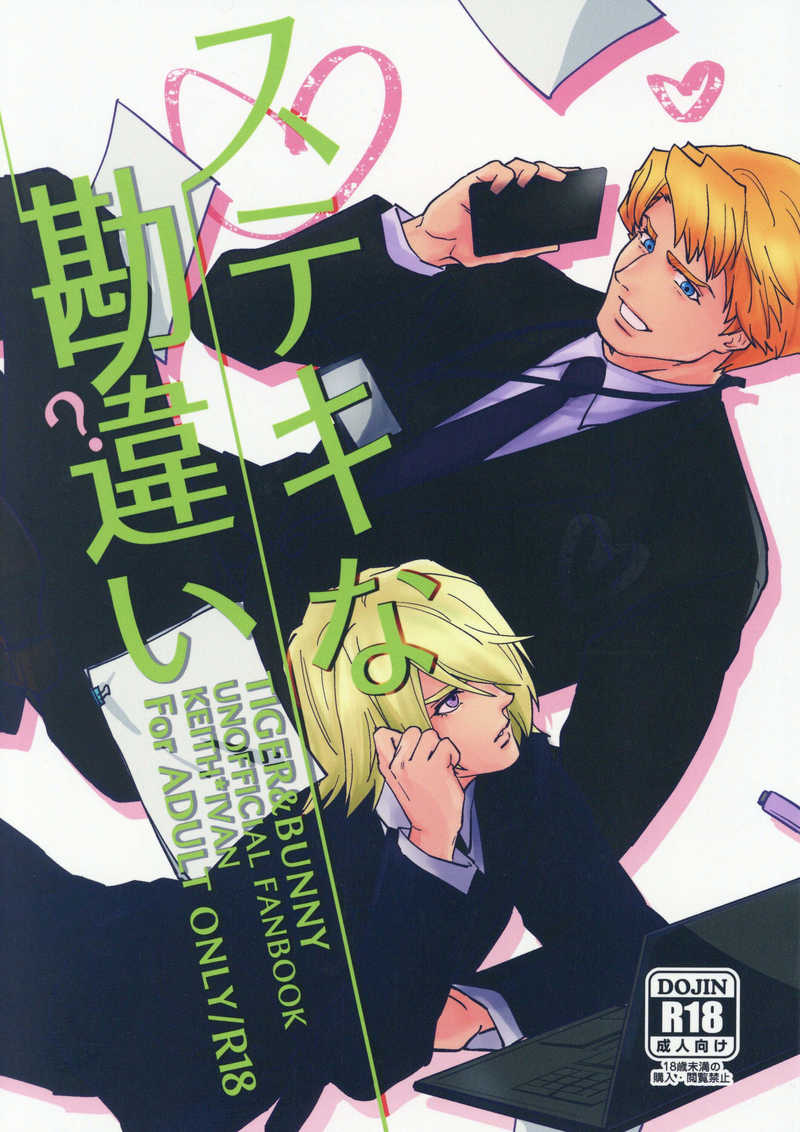 ステキな
勘違い
?
TIGER&BUNNY
UNOFFICIAL FANBOOK
KEITH*IVAN
FOR ADULT ONLY/R18
DOJIN
R18
成人向け
18歳未満の
購入・閲覧禁止